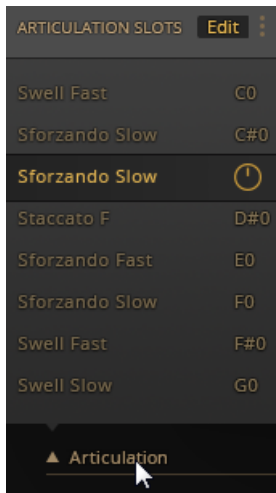 ARTICULATION SLOTS Edit
Swell Fast C0
Sforzando Slow C#0
Sforzando Slow
Staccato F D#0
Sforzando Fast E0
Sforzando Slow F0
Swell Fast F#0
Swell Slow G0
Articulation